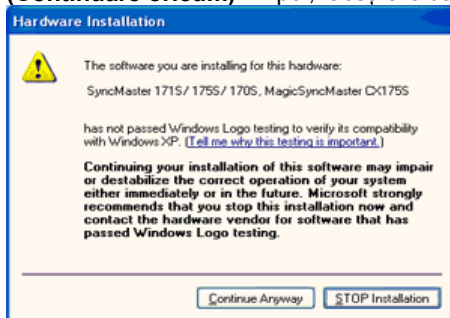 Hardware Installation
The software you are installing for this hardware:
SyncMaster 171S/ 175S/ 170S, MagicSyncMaster CX175S
has not passed Windows Logo testing to verify its compatibility
with Windows XP. (Tell me why this testing is important.)
Continuing your installation of this software may impair
or destabilize the correct operation of your system
either immediately or in the future. Microsoft strongly
recommends that you stop this installation now and
contact the hardware vendor for software that has
passed Windows Logo testing.
Continue Anyway STOP Installation